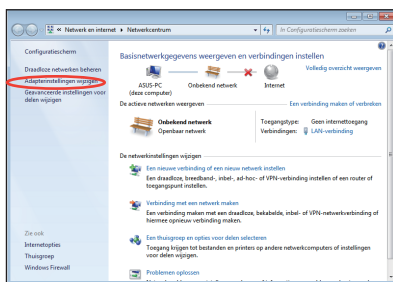 « Netwerk en internet ▸ Netwerkcentrum
In Configuratiescherm zoeken
Configuratiescherm
Draadloze netwerken beheren
Adapterinstellingen wijzigen
Geavanceerde instellingen voor
delen wijzigen
Zie ook
Internetopties
Thuisgroep
Windows Firewall
Basisnetwerkgegevens weergeven en verbindingen instellen
Volledig overzicht weergeven
ASUS-PC
(deze computer)
Onbekend netwerk
Internet
De actieve netwerken weergeven
Een verbinding maken of verbreken
Onbekend netwerk
Openbaar netwerk
Toegangstype: Geen internettoegang
Verbindingen: LAN-verbinding
De netwerkinstellingen wijzigen
Een nieuwe verbinding of een nieuw netwerk instellen
Een draadloze, breedband-, inbel-, ad-hoc- of VPN-verbinding instellen of een router of
toegangspunt instellen.
Verbinding met een netwerk maken
Een verbinding maken met een draadloze, bekabelde, inbel- of VPN-netwerkverbinding of
hiermee opnieuw verbinding maken.
Een thuisgroep en opties voor delen selecteren
Toegang krijgen tot bestanden en printers op andere netwerkcomputers of instellingen
voor delen wijzigen.
Problemen oplossen